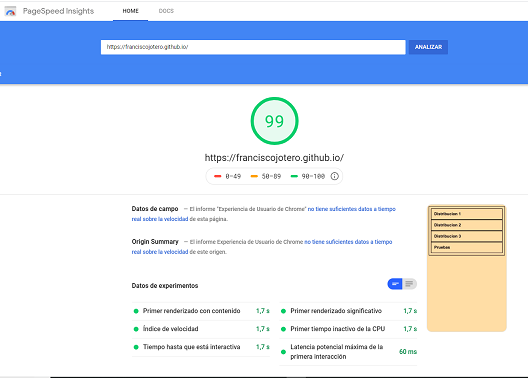 PageSpeed Insights
HOME
DOCS
https://franciscojotero.github.io/
ANALIZAR
99
https://franciscojotero.github.io/
0–49
50–89
90–100
Datos de campo — El informe "Experiencia de Usuario de Chrome" no tiene suficientes datos a tiempo
real sobre la velocidad de esta página.
Origin Summary — El informe Experiencia de Usuario de Chrome no tiene suficientes datos a tiempo
real sobre la velocidad de este origen.
Datos de experimentos
Primer renderizado con contenido 1,7 s
Primer renderizado significativo 1,7 s
Índice de velocidad 1,7 s
Primer tiempo inactivo de la CPU 1,7 s
Tiempo hasta que está interactiva 1,7 s
Latencia potencial máxima de la
primera interacción 60 ms
Distribucion 1
Distribucion 2
Distribucion 3
Pruebas